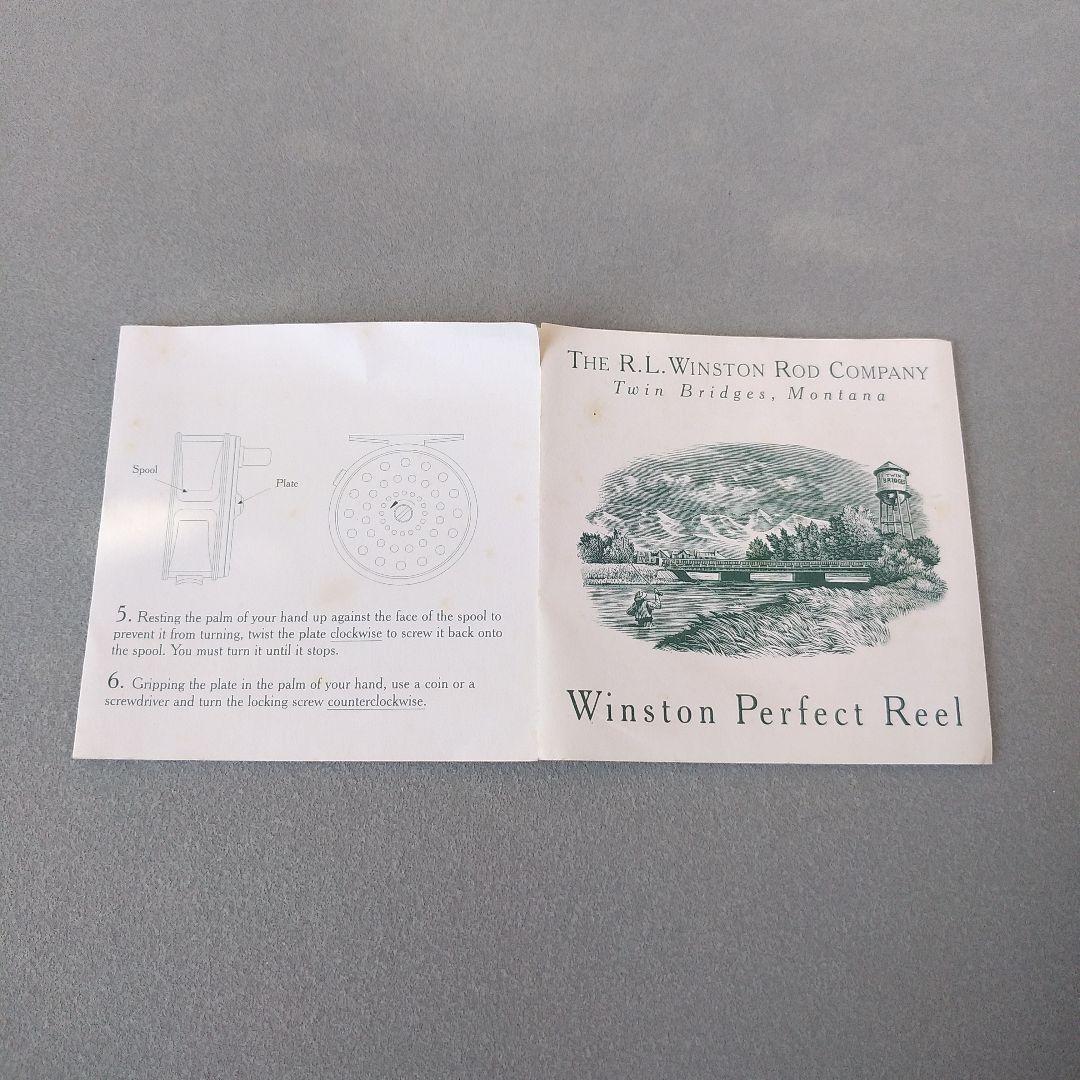 Spool
Plate
5. Resting the palm of your hand up against the face of the spool to
prevent it from turning, twist the plate clockwise to screw it back onto
the spool. You must turn it until it stops.
6. Gripping the plate in the palm of your hand, use a coin or a
screwdriver and turn the locking screw counterclockwise.
THE R.L. WINSTON ROD COMPANY
Twin Bridges, Montana
TWIN
BRIDGES
Winston Perfect Reel